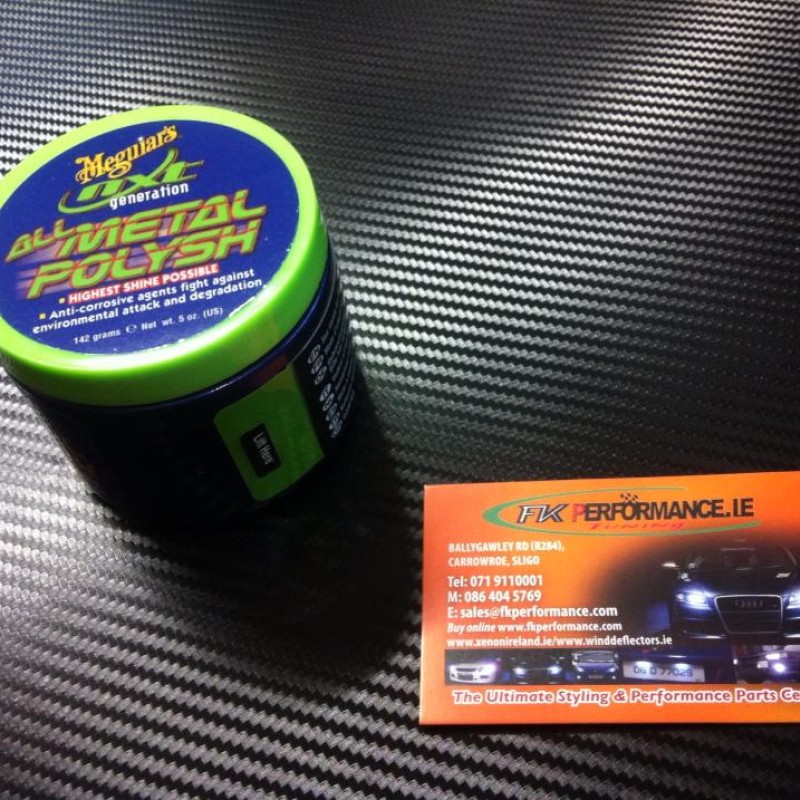 Meguiar's
nxt
generation
ALL METAL
POLYSH
HIGHEST SHINE POSSIBLE
Anti-corrosive agents fight against
environmental attack and degradation
142 grams e Net wt. 5 oz. (US)
Lift Here
FK PERFORMANCE.IE
TUNING
BALLYGAWLEY RD (R284),
CARROWROE, SLIGO
Tel: 071 9110001
M: 086 404 5769
E: sales@fkperformance.com
Buy online www.fkperformance.com
www.xenonireland.ie/www.winddeflectors.ie
The Ultimate Styling & Performance Parts Ce